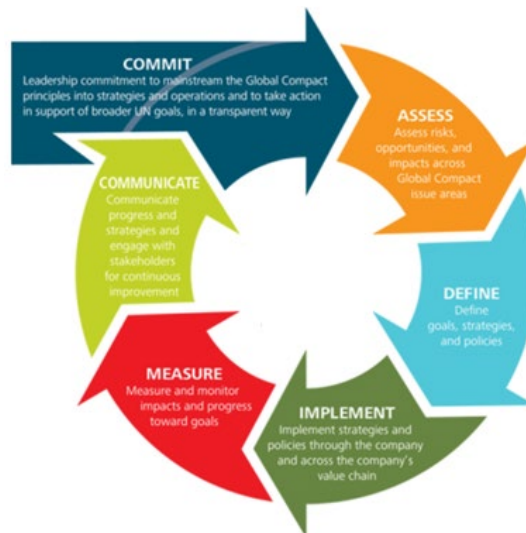 COMMIT
Leadership commitment to mainstream the Global Compact
principles into strategies and operations and to take action
in support of broader UN goals, in a transparent way
ASSESS
Assess risks,
opportunities, and
impacts across
Global Compact
issue areas
DEFINE
Define
goals, strategies,
and policies
IMPLEMENT
Implement strategies and
policies through the company
and across the company's
value chain
MEASURE
Measure and monitor
impacts and progress
toward goals
COMMUNICATE
Communicate
progress and
strategies and
engage with
stakeholders
for continuous
improvement